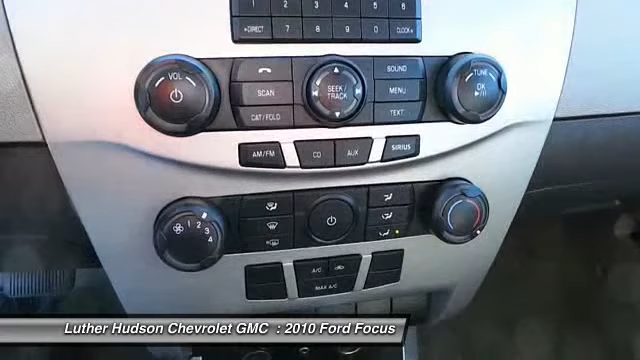 1 2 3 4 5 6
◂DIRECT 7 8 9 0 CLOCK▸
VOL SOUND TUNE
SEEK/ OK
SCAN TRACK MENU ▶/II
CAT/FOLD TEXT
AM/FM CD AUX SIRIUS
1 2 3 4
A/C
MAX A/C
Luther Hudson Chevrolet GMC : 2010 Ford Focus